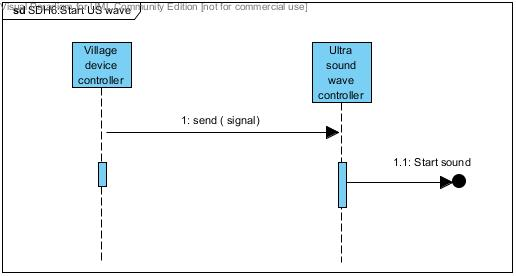 Visual Paradigm for UML Community Edition [not for commercial use]
sd SDH6.Start US wave
Village
device
controller
Ultra
sound
wave
controller
1: send ( signal)
1.1: Start sound